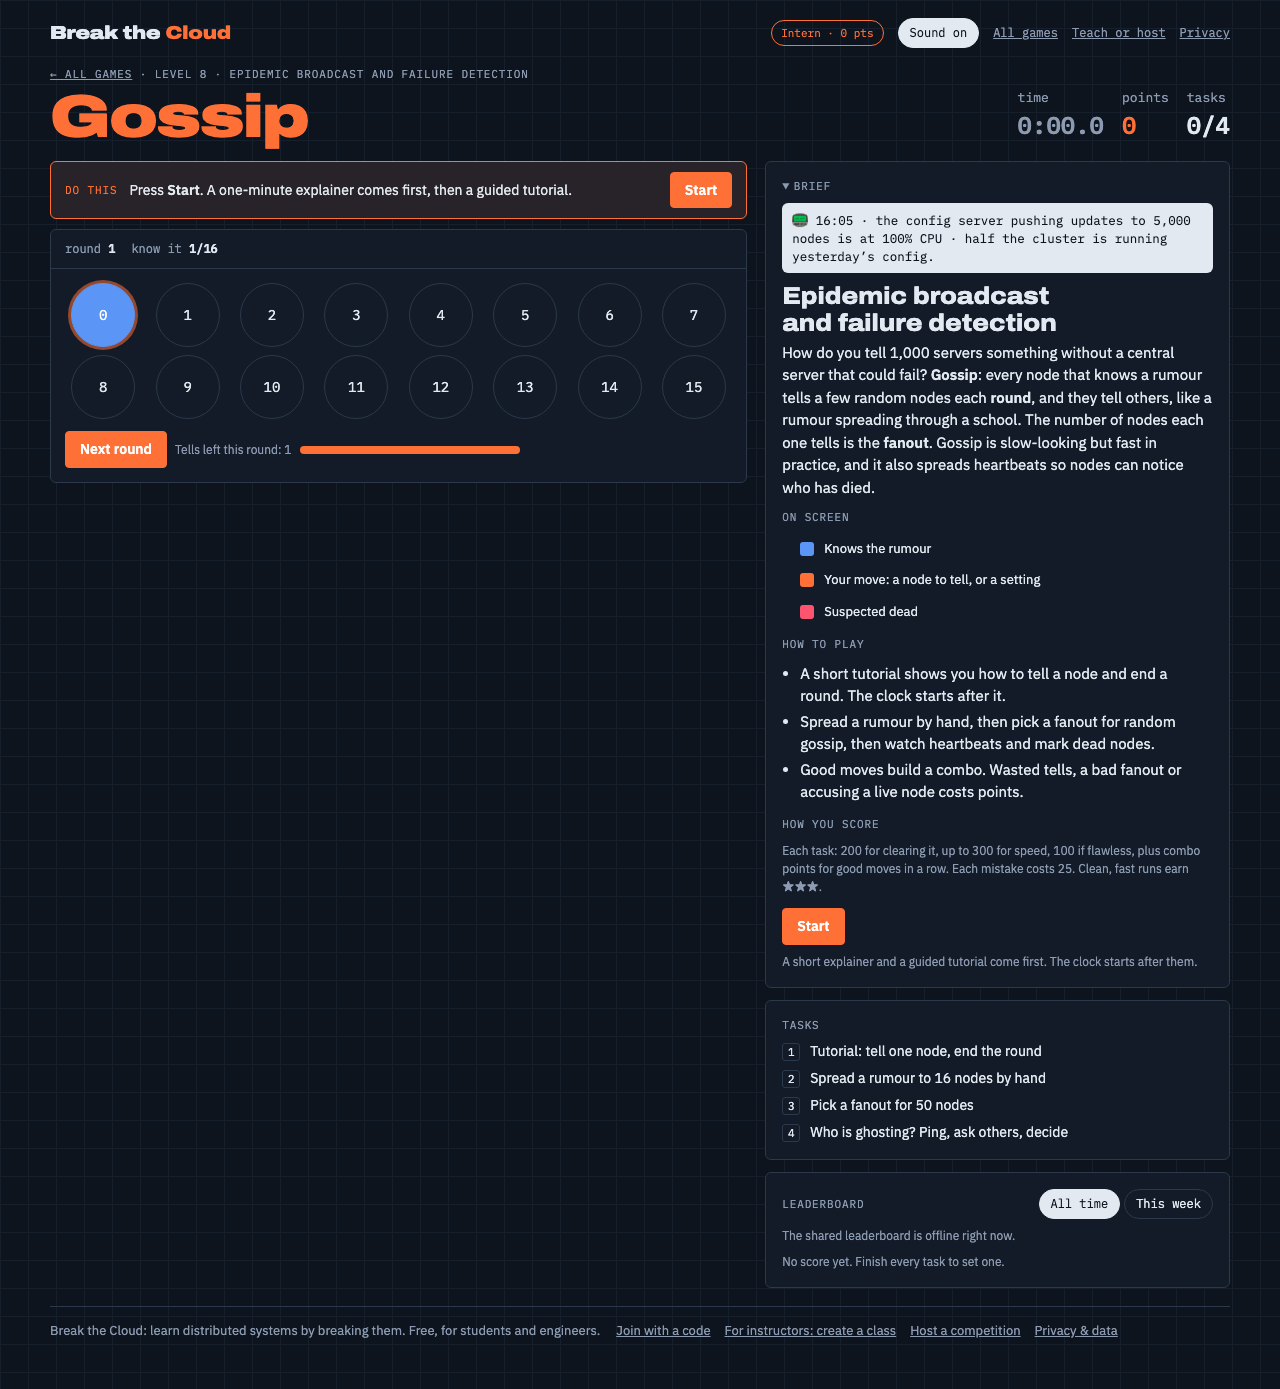 Break the Cloud
Intern · 0 pts
Sound on
All games
Teach or host
Privacy
← ALL GAMES · LEVEL 8 · EPIDEMIC BROADCAST AND FAILURE DETECTION
Gossip
time
points
tasks
0:00.0
0
0/4
DO THIS
Press Start. A one-minute explainer comes first, then a guided tutorial.
Start
round 1 know it 1/16
0 1 2 3 4 5 6 7
8 9 10 11 12 13 14 15
Next round
Tells left this round: 1
▼ BRIEF
16:05 · the config server pushing updates to 5,000
nodes is at 100% CPU · half the cluster is running
yesterday’s config.
Epidemic broadcast
and failure detection
How do you tell 1,000 servers something without a central
server that could fail? Gossip: every node that knows a rumour
tells a few random nodes each round, and they tell others, like a
rumour spreading through a school. The number of nodes each
one tells is the fanout. Gossip is slow-looking but fast in
practice, and it also spreads heartbeats so nodes can notice
who has died.
ON SCREEN
Knows the rumour
Your move: a node to tell, or a setting
Suspected dead
HOW TO PLAY
• A short tutorial shows you how to tell a node and end a
round. The clock starts after it.
• Spread a rumour by hand, then pick a fanout for random
gossip, then watch heartbeats and mark dead nodes.
• Good moves build a combo. Wasted tells, a bad fanout or
accusing a live node costs points.
HOW YOU SCORE
Each task: 200 for clearing it, up to 300 for speed, 100 if flawless, plus combo
points for good moves in a row. Each mistake costs 25. Clean, fast runs earn
★★★.
Start
A short explainer and a guided tutorial come first. The clock starts after them.
TASKS
1 Tutorial: tell one node, end the round
2 Spread a rumour to 16 nodes by hand
3 Pick a fanout for 50 nodes
4 Who is ghosting? Ping, ask others, decide
LEADERBOARD
All time
This week
The shared leaderboard is offline right now.
No score yet. Finish every task to set one.
Break the Cloud: learn distributed systems by breaking them. Free, for students and engineers.
Join with a code
For instructors: create a class
Host a competition
Privacy & data